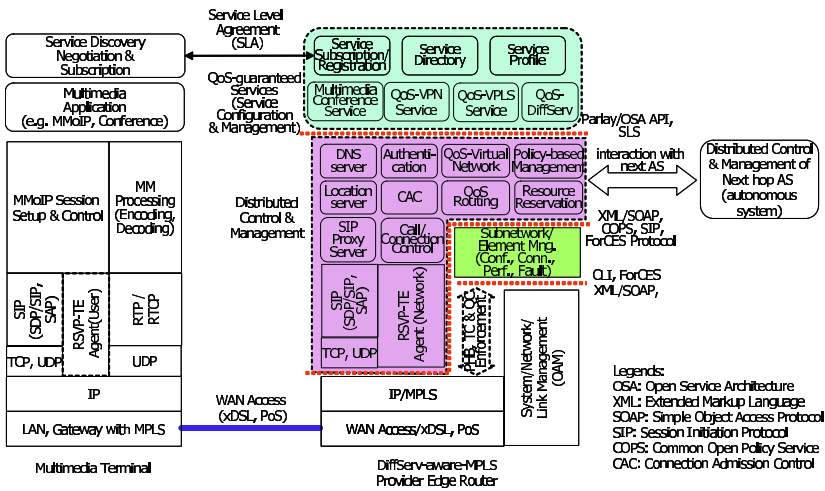 Service Level
Agreement
(SLA)
Service Discovery
Negotiation &
Subscription
Service
Subscription/
Registration
Service
Directory
Service
Profile
Multimedia
Application
(e.g. MMoIP, Conference)
QoS-guaranteed
Services
(Service
Configuration
& Management)
Multimedia
Conference
Service
QoS-VPN
Service
QoS-VPLS
Service
QoS-
DiffServ
Parlay/OSA API,
SLS
interaction with
next AS
Distributed Control
& Management of
Next hop AS
(autonomous
system)
MMoIP Session
Setup & Control
MM
Processing
(Encoding,
Decoding)
Distributed
Control &
Management
DNS
server
Authenti-
cation
QoS-Virtual
Network
Policy-based
Management
Location
server
CAC
QoS
Rotiting
Resource
Reservation
SIP
Proxy
Server
Call/
Connection
Control
Subnetwork/
Element Mng.
(Conf., Conn.,
Perf., Fault)
XML/SOAP,
COPS, SIP,
ForCES Protocol
CLI, ForCES
XML/SOAP,
SIP
(SDP/SIP,
SAP)
RSVP-TE
Agent(User)
RTP /
RTCP
TCP, UDP
UDP
SIP
(SDP/SIP,
SAP)
RSVP-TE
Agent (Network)
TCP, UDP
PHB, TC & QC
Enforcement
System/Network/
Link Management
(OAM)
IP
LAN, Gateway with MPLS
WAN Access
(xDSL, PoS)
IP/MPLS
WAN Access/xDSL, PoS
Multimedia Terminal
DiffServ-aware-MPLS
Provider Edge Router
Legends:
OSA: Open Service Architecture
XML: Extended Markup Language
SOAP: Simple Object Access Protocol
SIP: Session Initiation Protocol
COPS: Common Open Policy Service
CAC: Connection Admission Control